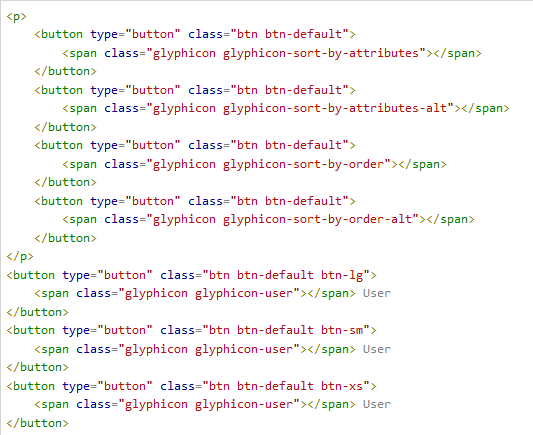 <p>
    <button type="button" class="btn btn-default">
        <span class="glyphicon glyphicon-sort-by-attributes"></span>
    </button>
    <button type="button" class="btn btn-default">
        <span class="glyphicon glyphicon-sort-by-attributes-alt"></span>
    </button>
    <button type="button" class="btn btn-default">
        <span class="glyphicon glyphicon-sort-by-order"></span>
    </button>
    <button type="button" class="btn btn-default">
        <span class="glyphicon glyphicon-sort-by-order-alt"></span>
    </button>
</p>
<button type="button" class="btn btn-default btn-lg">
    <span class="glyphicon glyphicon-user"></span> User
</button>
<button type="button" class="btn btn-default btn-sm">
    <span class="glyphicon glyphicon-user"></span> User
</button>
<button type="button" class="btn btn-default btn-xs">
    <span class="glyphicon glyphicon-user"></span> User
</button>